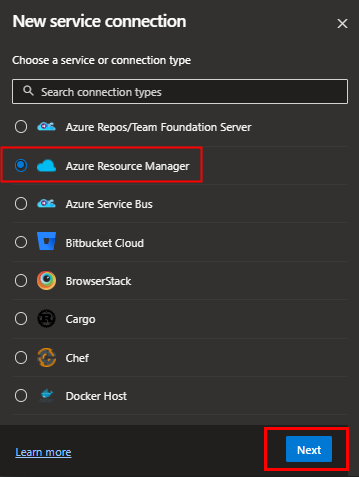 New service connection
Choose a service or connection type
Search connection types
Azure Repos/Team Foundation Server
Azure Resource Manager
Azure Service Bus
Bitbucket Cloud
BrowserStack
Cargo
Chef
Docker Host
Learn more
Next